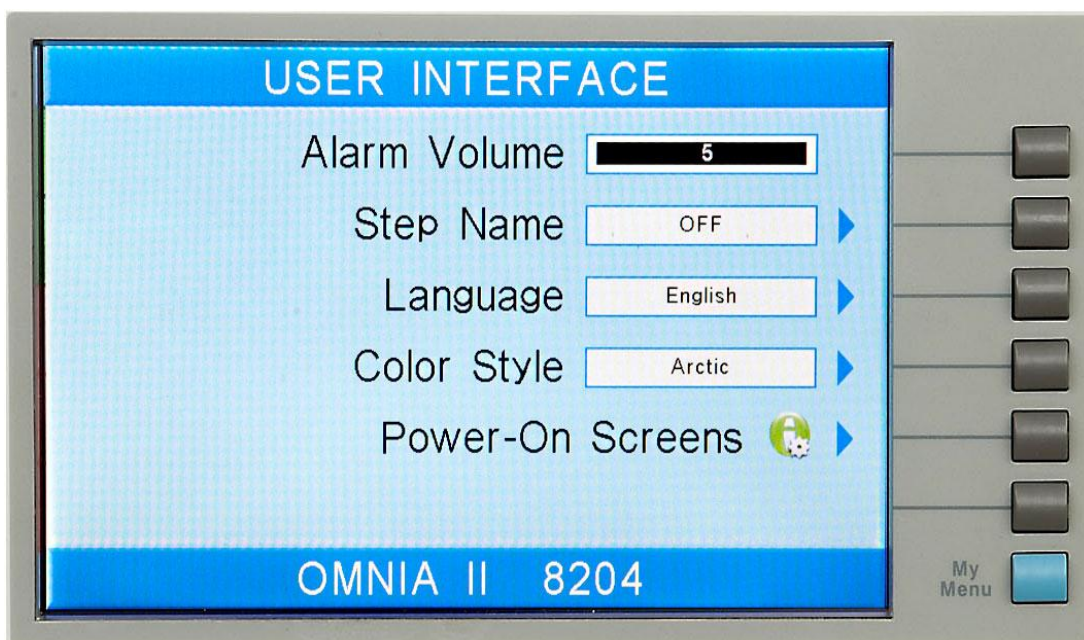 USER INTERFACE
Alarm Volume 5
Step Name OFF
Language English
Color Style Arctic
Power-On Screens
OMNIA II 8204
My
Menu